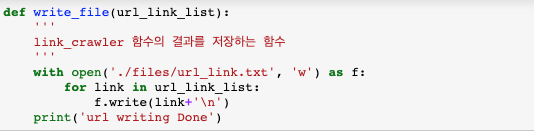 def write_file(url_link_list):
    '''
    link_crawler 함수의 결과를 저장하는 함수
    '''
    with open('./files/url_link.txt', 'w') as f:
        for link in url_link_list:
            f.write(link+'\n')
    print('url writing Done')